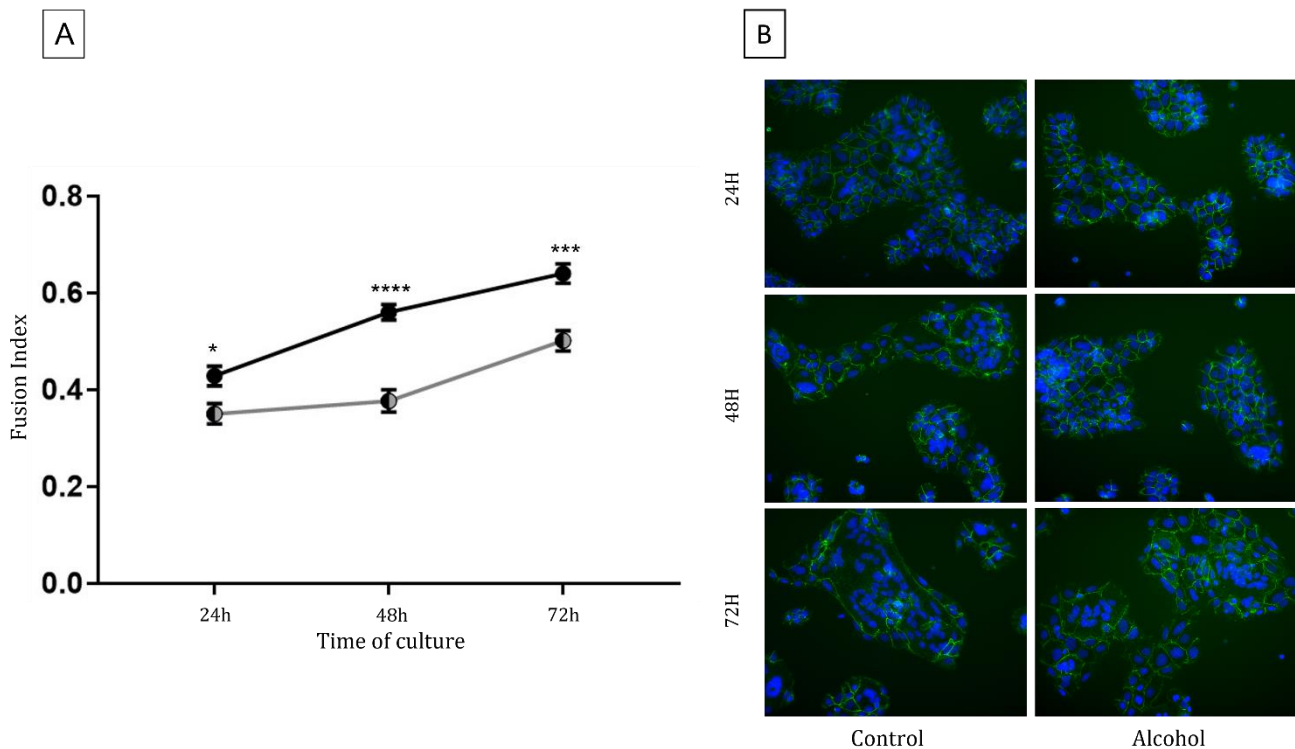 A
0.8
0.6
0.4
0.2
0.0
Fusion Index
*
****
***
24h
48h
72h
Time of culture
B
24H
48H
72H
Control
Alcohol